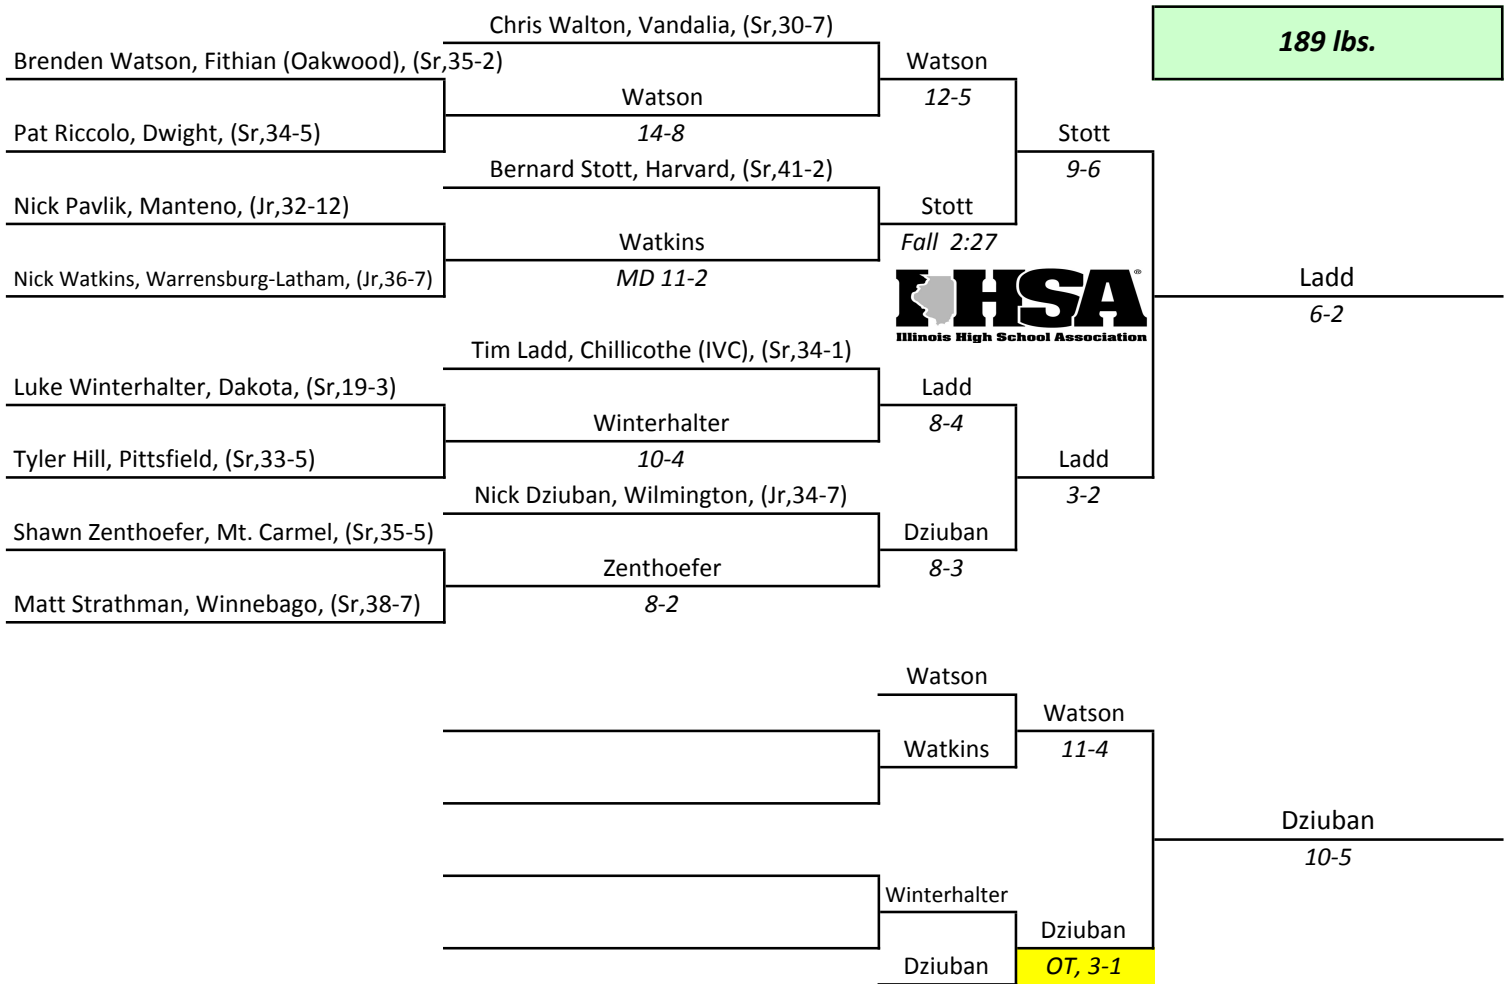 Chris Walton, Vandalia, (Sr,30-7)
189 lbs.
Brenden Watson, Fithian (Oakwood), (Sr,35-2)
Watson
Watson
12-5
Pat Riccolo, Dwight, (Sr,34-5)
14-8
Stott
Bernard Stott, Harvard, (Sr,41-2)
9-6
Nick Pavlik, Manteno, (Jr,32-12)
Stott
Watkins
Fall 2:27
Nick Watkins, Warrensburg-Latham, (Jr,36-7)
MD 11-2
IHSA®
Illinois High School Association
Ladd
6-2
Tim Ladd, Chillicothe (IVC), (Sr,34-1)
Luke Winterhalter, Dakota, (Sr,19-3)
Ladd
Winterhalter
8-4
Tyler Hill, Pittsfield, (Sr,33-5)
10-4
Ladd
Nick Dziuban, Wilmington, (Jr,34-7)
3-2
Shawn Zenthoefer, Mt. Carmel, (Sr,35-5)
Dziuban
Zenthoefer
8-3
Matt Strathman, Winnebago, (Sr,38-7)
8-2
Watson
Watson
Watkins
11-4
Dziuban
10-5
Winterhalter
Dziuban
Dziuban
OT, 3-1